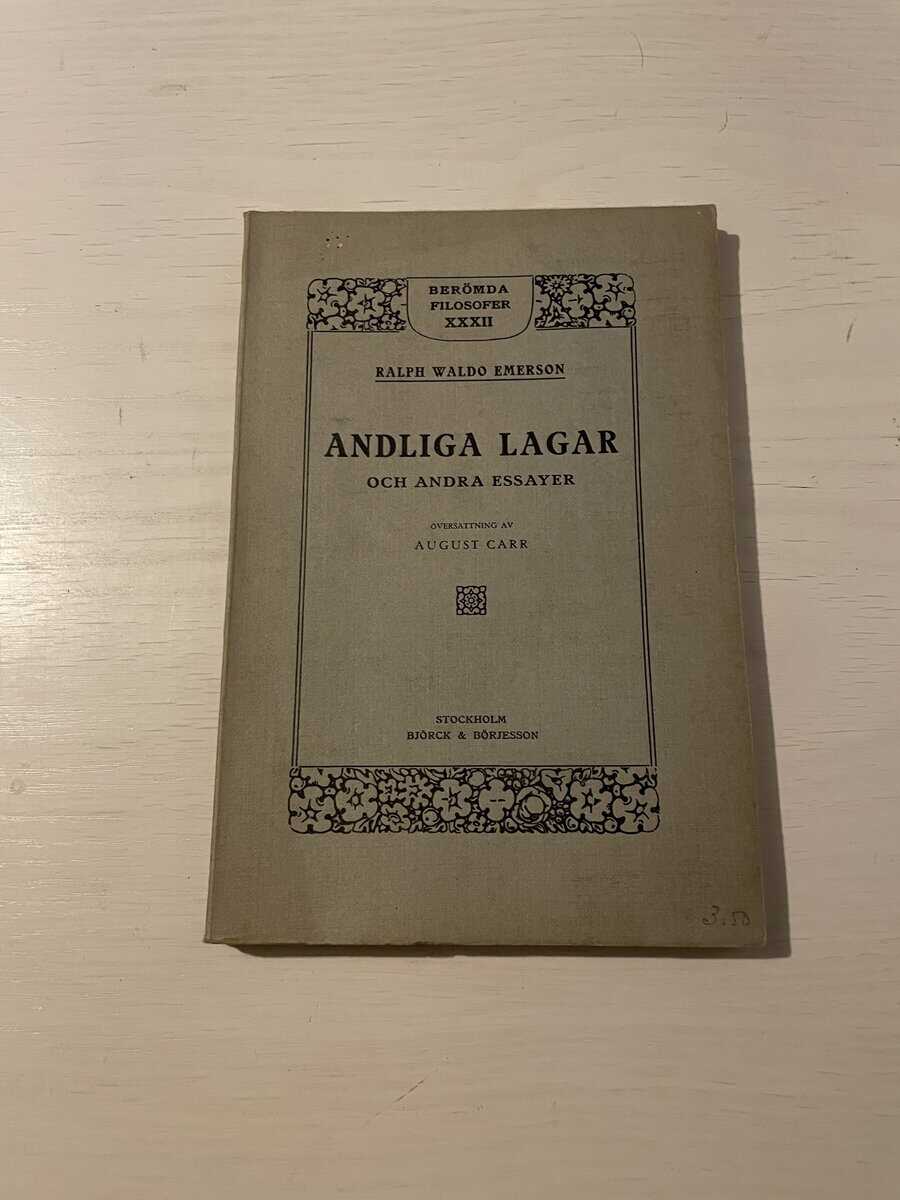 BERÖMDA
FILOSOFER
XXXII
RALPH WALDO EMERSON
ANDLIGA LAGAR
OCH ANDRA ESSAYER
ÖVERSÄTTNING AV
AUGUST CARR
STOCKHOLM
BJÖRCK & BÖRJESSON
3.50